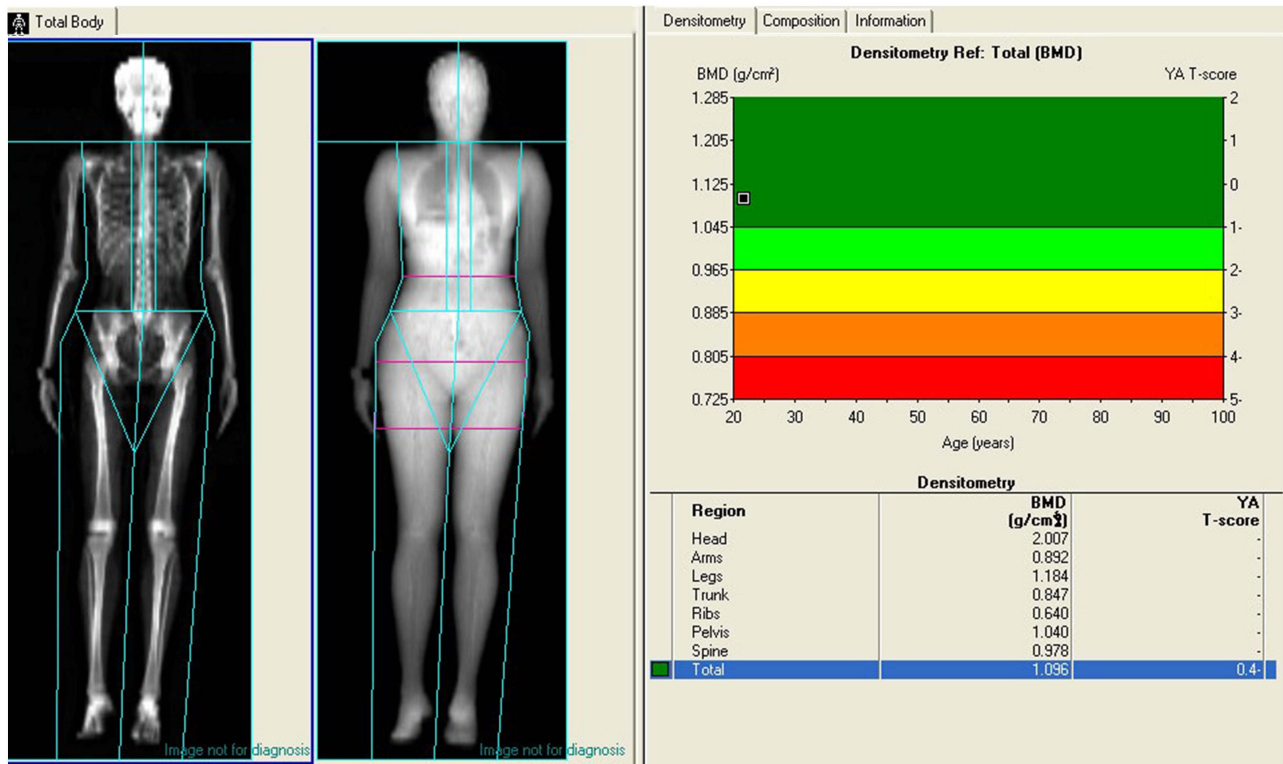 Total Body
Image not for diagnosis
Image not for diagnosis
Densitometry
Composition
Information
Densitometry Ref: Total (BMD)
BMD (g/cm²)
YA T-score
1.285
1.205
1.125
1.045
0.965
0.885
0.805
0.725
2
1
0
1-
2-
3-
4-
5-
20 30 40 50 60 70 80 90 100
Age (years)
Densitometry
Region BMD (g/cm²) YA T-score
Head 2.007 -
Arms 0.892 -
Legs 1.184 -
Trunk 0.847 -
Ribs 0.640 -
Pelvis 1.040 -
Spine 0.978 -
Total 1.096 0.4-